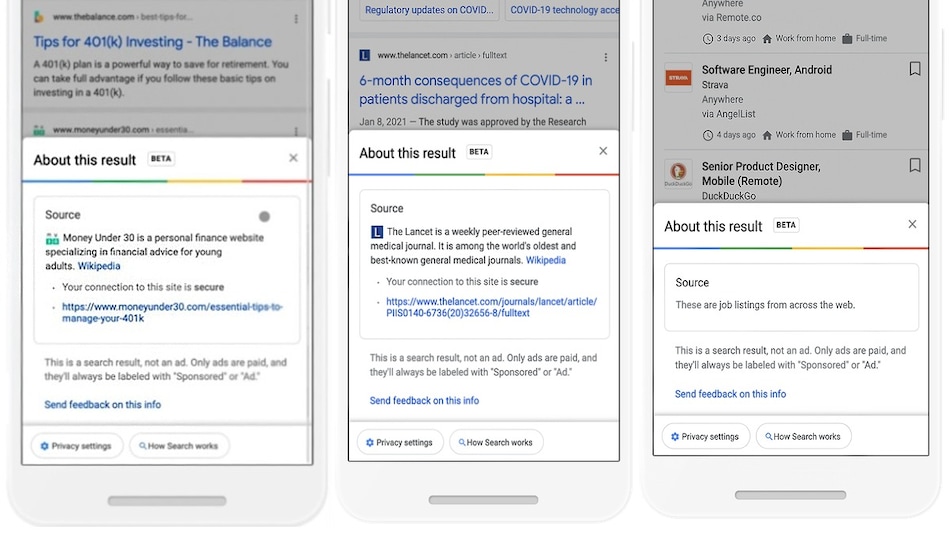 www.thebalance.com › best-tips-for...
Tips for 401(k) Investing - The Balance
A 401(k) plan is a powerful way to save for retirement. You
can take full advantage if you follow these basic tips on
investing in a 401(k).
www.moneyunder30.com › essentia...
About this result BETA
Source
Money Under 30 is a personal finance website
specializing in financial advice for young
adults. Wikipedia
Your connection to this site is secure
https://www.moneyunder30.com/essential-tips-to-
manage-your-401k
This is a search result, not an ad. Only ads are paid, and
they'll always be labeled with "Sponsored" or "Ad."
Send feedback on this info
Privacy settings
How Search works
Regulatory updates on COVID...
COVID-19 technology acce
L www.thelancet.com › article › fulltext
6-month consequences of COVID-19 in
patients discharged from hospital: a ...
Jan 8, 2021 — The study was approved by the Research
About this result BETA
Source
L The Lancet is a weekly peer-reviewed general
medical journal. It is among the world's oldest and
best-known general medical journals. Wikipedia
Your connection to this site is secure
https://www.thelancet.com/journals/lancet/article/
PIIS0140-6736(20)32656-8/fulltext
This is a search result, not an ad. Only ads are paid, and
they'll always be labeled with "Sponsored" or "Ad."
Send feedback on this info
Privacy settings
How Search works
Anywhere
via Remote.co
3 days ago Work from home Full-time
STRAVA
Software Engineer, Android
Strava
Anywhere
via AngelList
4 days ago Work from home Full-time
DuckDuckGo
Senior Product Designer,
Mobile (Remote)
DuckDuckGo
About this result BETA
Source
These are job listings from across the web.
This is a search result, not an ad. Only ads are paid, and
they'll always be labeled with "Sponsored" or "Ad."
Send feedback on this info
Privacy settings
How Search works